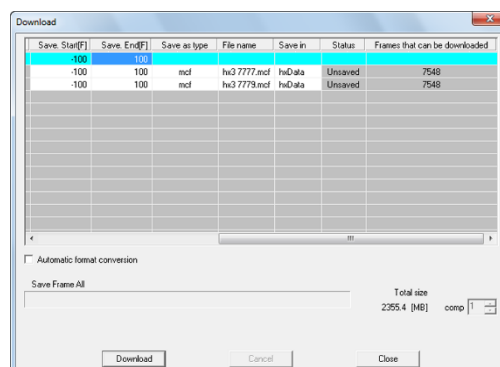 Download
Save. Start[F] Save. End[F] Save as type File name Save in Status Frames that can be downloaded
-100 100
-100 100 mcf hx3 7777.mcf hxData Unsaved 7548
-100 100 mcf hx3 7779.mcf hxData Unsaved 7548
Automatic format conversion
Save Frame All
Total size
2355.4 [MB] comp 1
Download Cancel Close